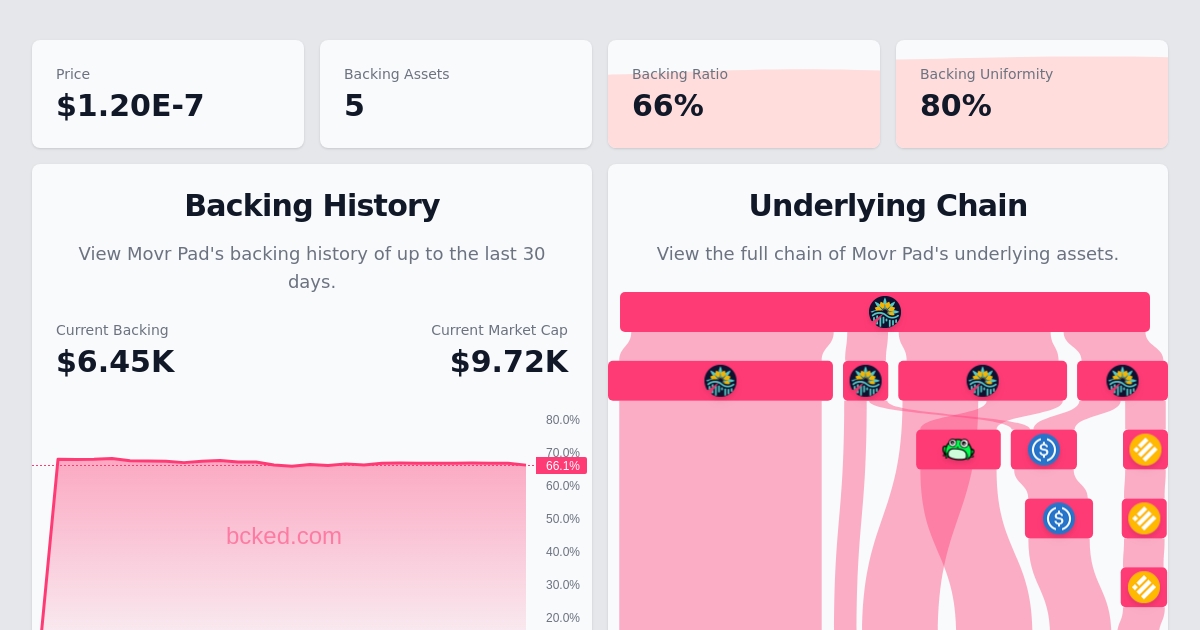 Price
$1.20E-7
Backing Assets
5
Backing Ratio
66%
Backing Uniformity
80%
Backing History
View Movr Pad's backing history of up to the last 30
days.
Current Backing
$6.45K
Current Market Cap
$9.72K
80.0%
70.0%
66.1%
60.0%
50.0%
40.0%
30.0%
20.0%
bcked.com
Underlying Chain
View the full chain of Movr Pad's underlying assets.